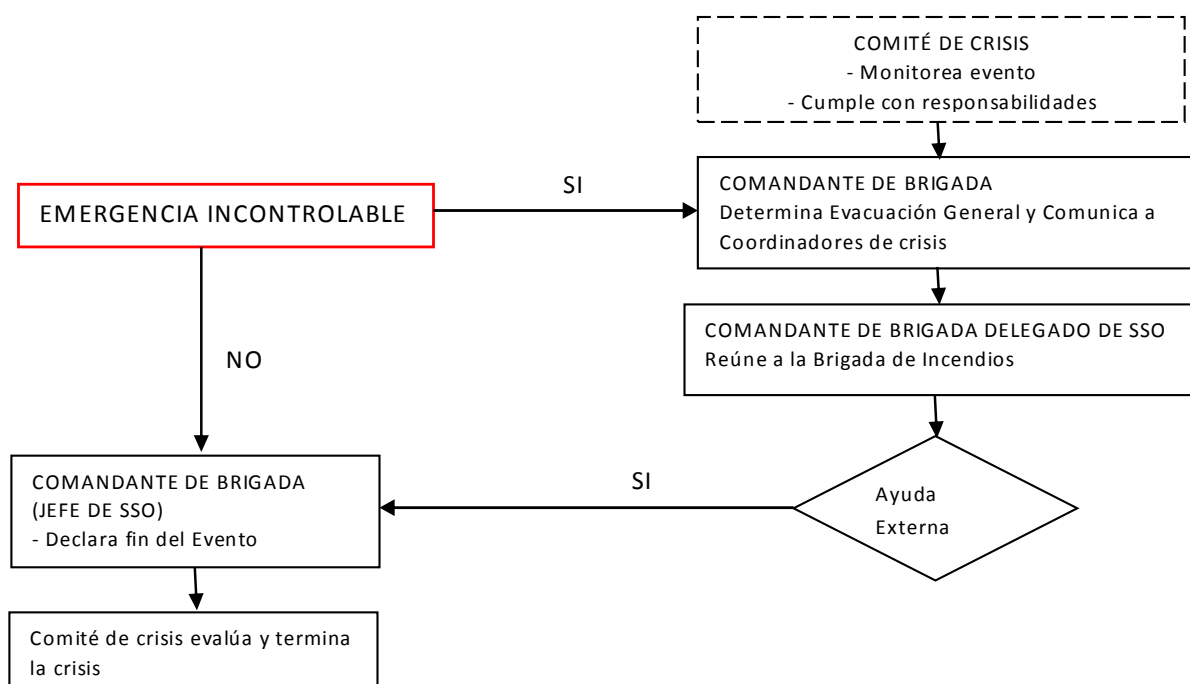 COMITÉ DE CRISIS
- Monitorea evento
- Cumple con responsabilidades
EMERGENCIA INCONTROLABLE
SI
COMANDANTE DE BRIGADA
Determina Evacuación General y Comunica a
Coordinadores de crisis
COMANDANTE DE BRIGADA DELEGADO DE SSO
Reúne a la Brigada de Incendios
NO
COMANDANTE DE BRIGADA
(JEFE DE SSO)
- Declara fin del Evento
SI
Ayuda
Externa
Comité de crisis evalúa y termina
la crisis